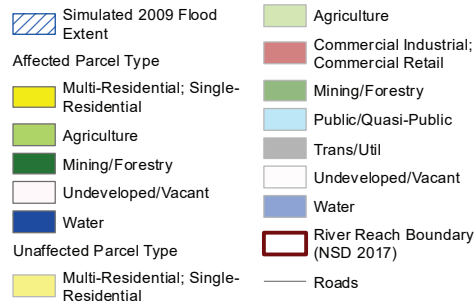 Simulated 2009 Flood
Extent
Affected Parcel Type
Multi-Residential; Single-
Residential
Agriculture
Mining/Forestry
Undeveloped/Vacant
Water
Unaffected Parcel Type
Multi-Residential; Single-
Residential
Agriculture
Commercial Industrial;
Commercial Retail
Mining/Forestry
Public/Quasi-Public
Trans/Util
Undeveloped/Vacant
Water
River Reach Boundary
(NSD 2017)
Roads